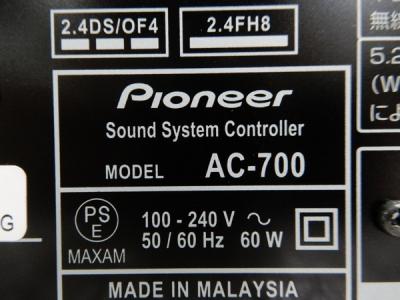 2.4DS/OF4
2.4FH8
無線
5.2
(W
によ
Pioneer
Sound System Controller
MODEL AC-700
PS
E
MAXAM
100 - 240 V ~
50 / 60 Hz 60 W
MADE IN MALAYSIA
G